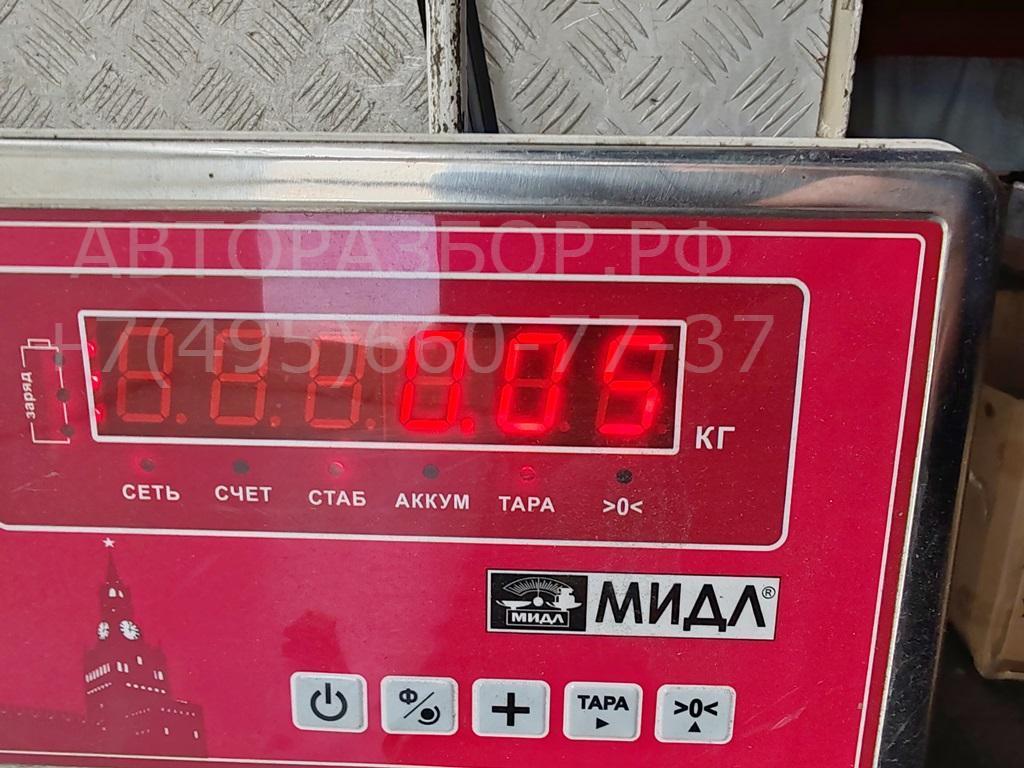 АВТОРАЗБОР.РФ
+7(495)660-77-37
заряд
0.05
КГ
СЕТЬ СЧЕТ СТАБ АККУМ ТАРА >0<
МИДЛ МИДЛ®
Ф ТАРА >0<